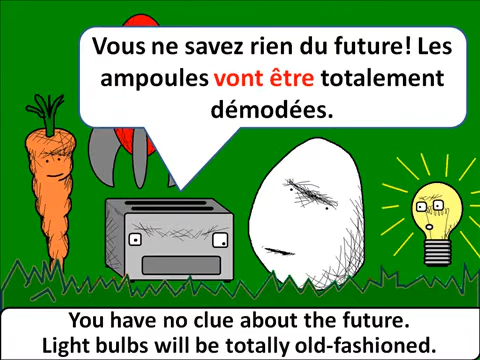 Vous ne savez rien du future! Les
ampoules vont être totalement
démodées.
You have no clue about the future.
Light bulbs will be totally old-fashioned.